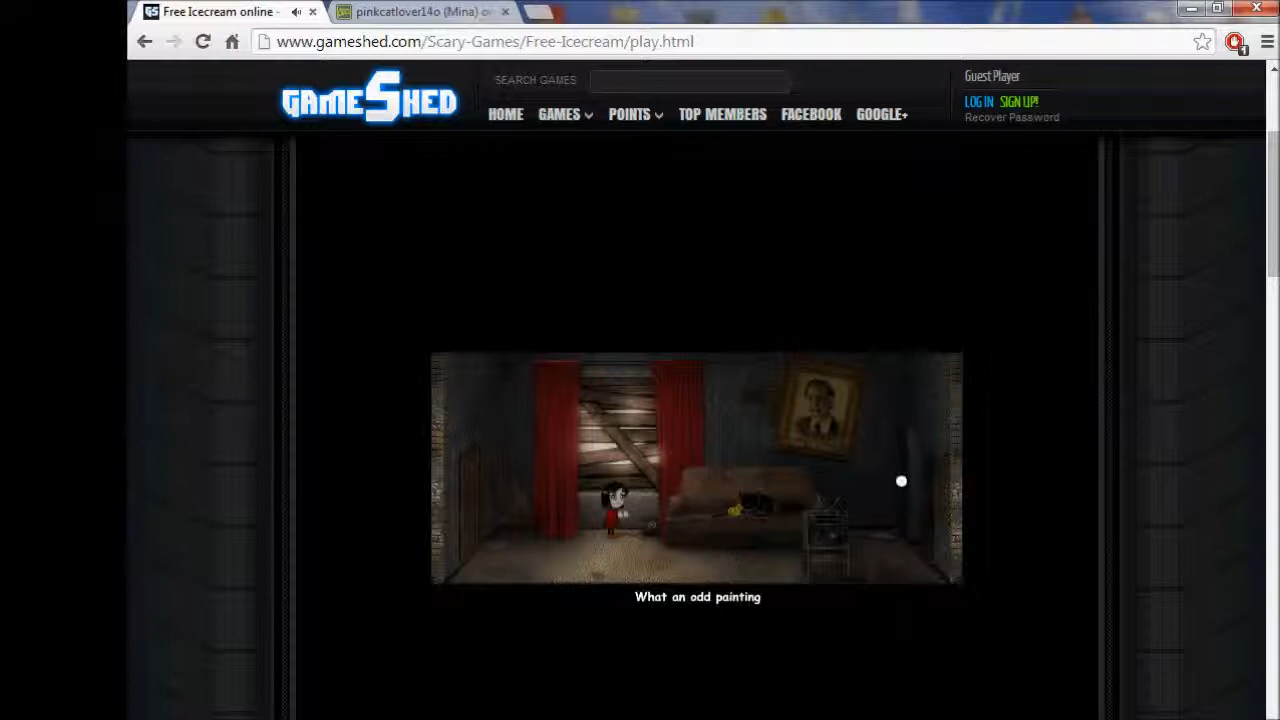 Free Icecream online -
pinkcatlover14o (Mina) o
www.gameshed.com/Scary-Games/Free-Icecream/play.html
1
GAMESHED
SEARCH GAMES
Guest Player
LOG IN SIGN UP!
Recover Password
HOME GAMES POINTS TOP MEMBERS FACEBOOK GOOGLE+
What an odd painting